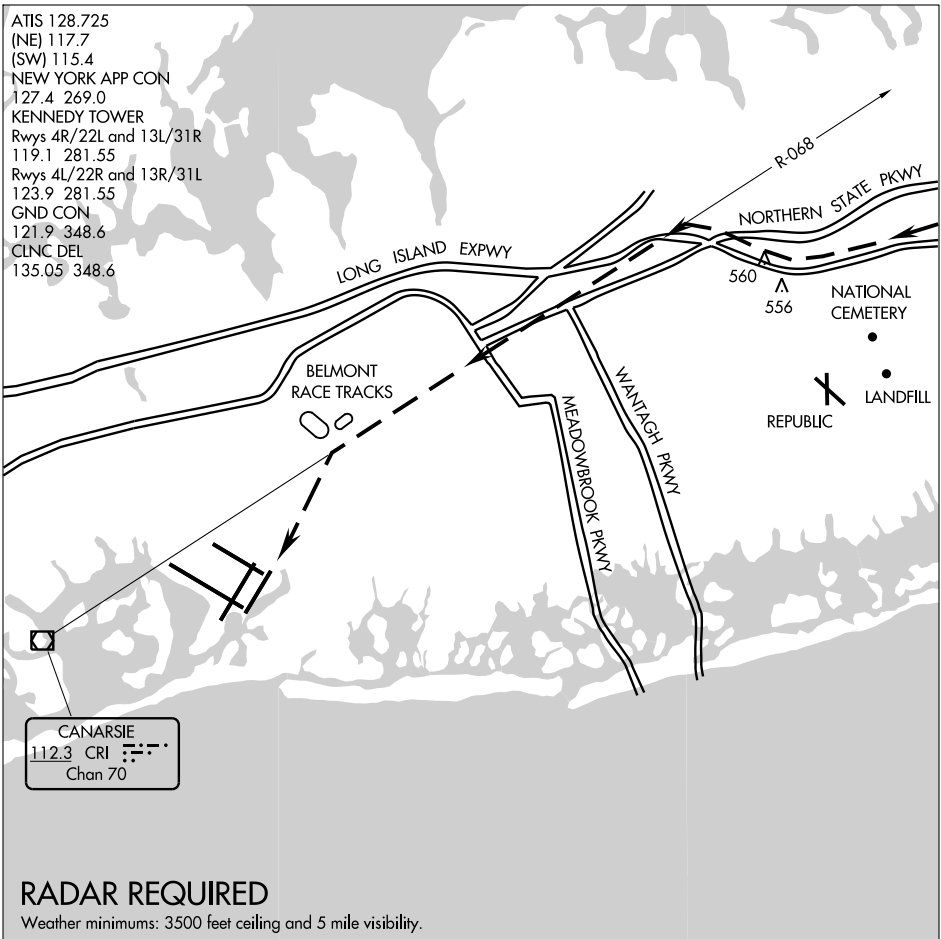 ATIS 128.725
(NE) 117.7
(SW) 115.4
NEW YORK APP CON
127.4 269.0
KENNEDY TOWER
Rwys 4R/22L and 13L/31R
119.1 281.55
Rwys 4L/22R and 13R/31L
123.9 281.55
GND CON
121.9 348.6
CLNC DEL
135.05 348.6
R-068
NORTHERN STATE PKWY
LONG ISLAND EXPWY
560
556
NATIONAL
CEMETERY
LANDFILL
REPUBLIC
BELMONT
RACE TRACKS
WANTAGH PKWY
MEADOWBROOK PKWY
CANARSIE
112.3 CRI
Chan 70
RADAR REQUIRED
Weather minimums: 3500 feet ceiling and 5 mile visibility.